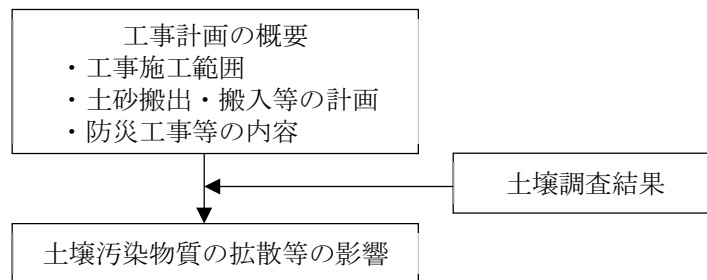 工事計画の概要
・工事施工範囲
・土砂搬出・搬入等の計画
・防災工事等の内容
土壌調査結果
土壌汚染物質の拡散等の影響